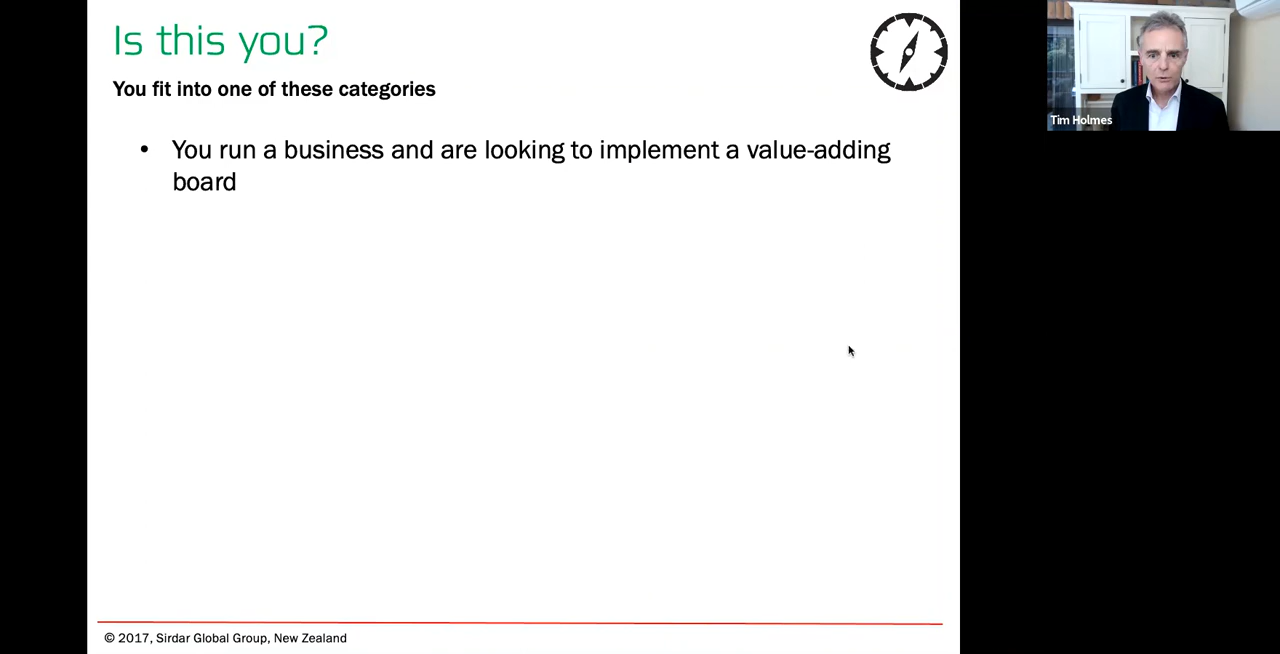 Is this you?
You fit into one of these categories
• You run a business and are looking to implement a value-adding
board
Tim Holmes
© 2017, Sirdar Global Group, New Zealand